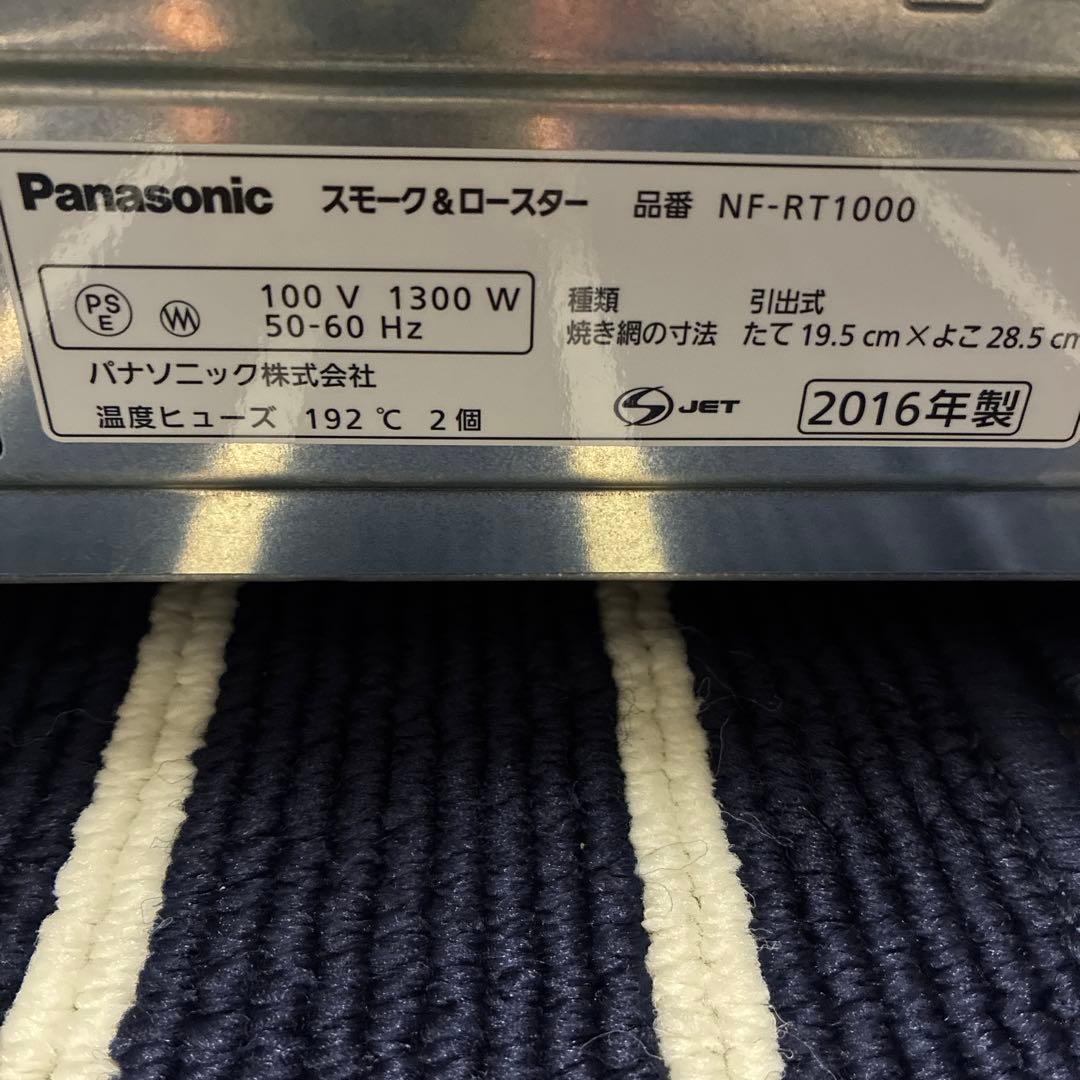 Panasonic スモーク&ロースター 品番 NF-RT1000
PS E 100 V 1300 W
50-60 Hz
種類 引出式
焼き網の寸法 たて 19.5 cm×よこ 28.5 cm
パナソニック株式会社
温度ヒューズ 192 ℃ 2 個
S JET 2016年製